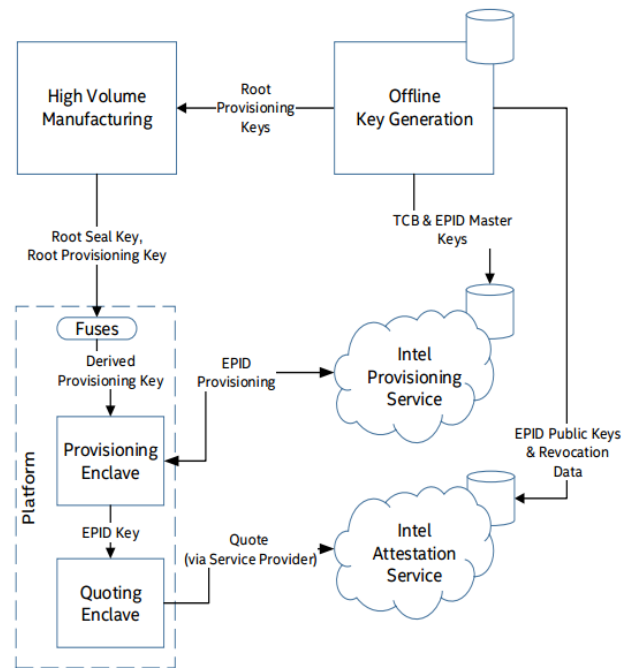 High Volume
Manufacturing
Root
Provisioning
Keys
Offline
Key Generation
TCB & EPID Master
Keys
Root Seal Key,
Root Provisioning Key
Fuses
Derived
Provisioning Key
EPID
Provisioning
Intel
Provisioning
Service
Provisioning
Enclave
EPID Public Keys
& Revocation
Data
Platform
EPID Key
Quote
(via Service Provider)
Intel
Attestation
Service
Quoting
Enclave